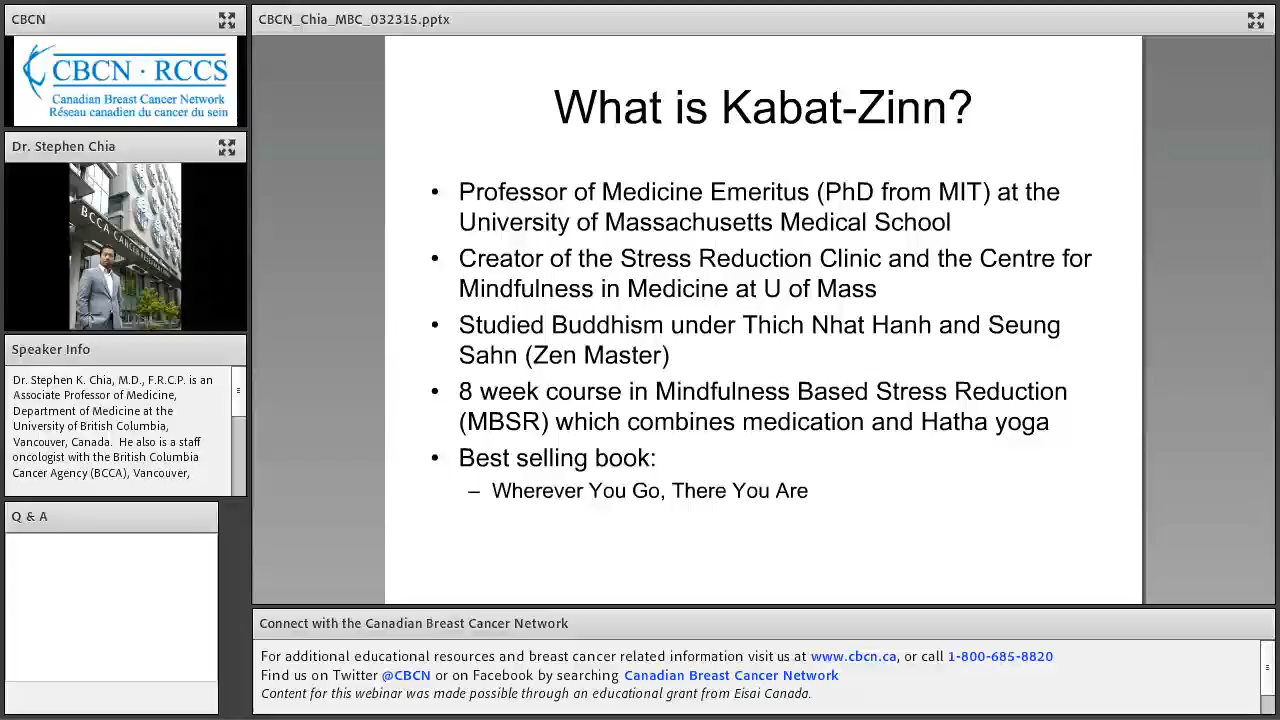 CBCN
CBCN · RCCS
Canadian Breast Cancer Network
Réseau canadien du cancer du sein
Dr. Stephen Chia
BCCA CANCER RESEARCH
Speaker Info
Dr. Stephen K. Chia, M.D., F.R.C.P. is an
Associate Professor of Medicine,
Department of Medicine at the
University of British Columbia,
Vancouver, Canada. He also is a staff
oncologist with the British Columbia
Cancer Agency (BCCA), Vancouver,
Q & A
CBCN_Chia_MBC_032315.pptx
What is Kabat-Zinn?
• Professor of Medicine Emeritus (PhD from MIT) at the
University of Massachusetts Medical School
• Creator of the Stress Reduction Clinic and the Centre for
Mindfulness in Medicine at U of Mass
• Studied Buddhism under Thich Nhat Hanh and Seung
Sahn (Zen Master)
• 8 week course in Mindfulness Based Stress Reduction
(MBSR) which combines medication and Hatha yoga
• Best selling book:
– Wherever You Go, There You Are
Connect with the Canadian Breast Cancer Network
For additional educational resources and breast cancer related information visit us at www.cbcn.ca, or call 1-800-685-8820
Find us on Twitter @CBCN or on Facebook by searching Canadian Breast Cancer Network
Content for this webinar was made possible through an educational grant from Eisai Canada.